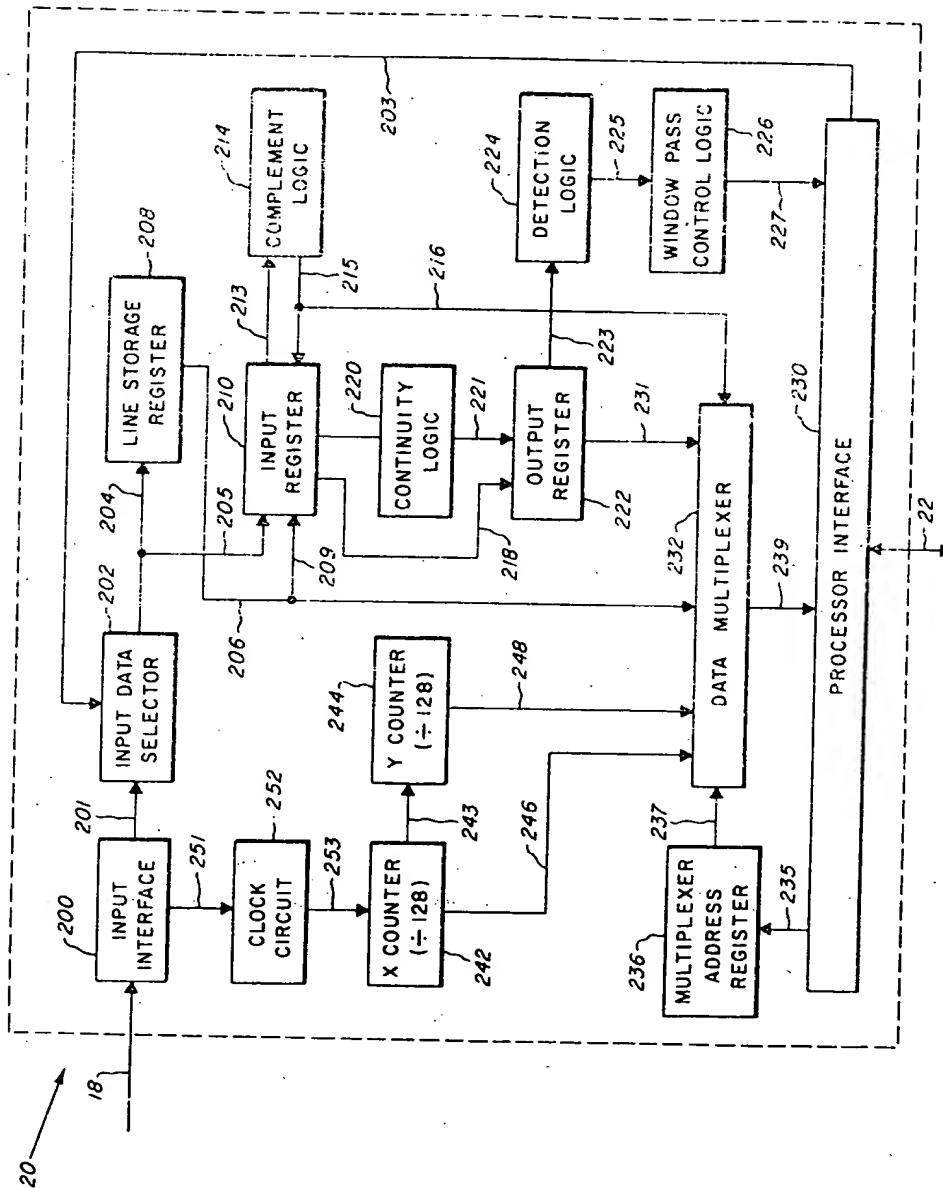 20
18
200
INPUT
INTERFACE
201
202
INPUT DATA
SELECTOR
203
204
205
206
208
LINE STORAGE
REGISTER
209
210
INPUT
REGISTER
213
214
COMPLEMENT
LOGIC
215
216
218
220
CONTINUITY
LOGIC
221
222
OUTPUT
REGISTER
223
224
DETECTION
LOGIC
225
226
WINDOW PASS
CONTROL LOGIC
227
251
252
CLOCK
CIRCUIT
253
242
X COUNTER
(÷128)
243
244
Y COUNTER
(÷128)
246
248
231
232
DATA MULTIPLEXER
236
MULTIPLEXER
ADDRESS
REGISTER
237
235
239
230
PROCESSOR INTERFACE
22